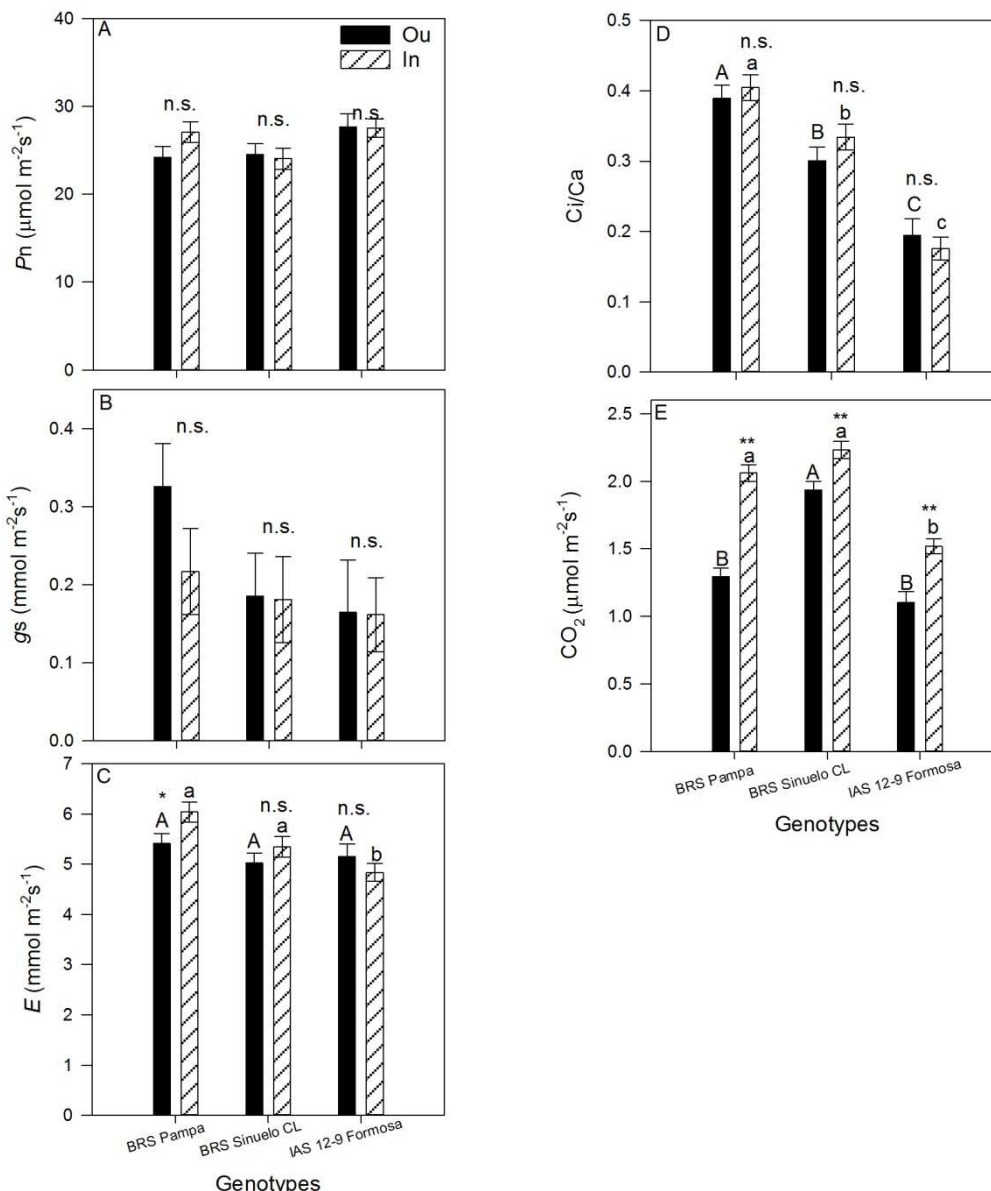 A
Ou
In
40
30
20
10
0
Pn (μmol m⁻²s⁻¹)
n.s.
n.s.
n.s.
B
0.4
0.3
0.2
0.1
0.0
gs (mmol m⁻²s⁻¹)
n.s.
n.s.
n.s.
C
7
6
5
4
3
2
1
0
E (mmol m⁻²s⁻¹)
* n.s. n.s.
A a A a A b
BRS Pampa BRS Sinuelo CL IAS 12-9 Formosa
Genotypes
D
0.5
0.4
0.3
0.2
0.1
0.0
Ci/Ca
n.s.
A a
n.s.
B b
n.s.
C c
E
2.5
2.0
1.5
1.0
0.5
0.0
CO₂ (μmol m⁻²s⁻¹)
** ** **
B a A a B b
BRS Pampa BRS Sinuelo CL IAS 12-9 Formosa
Genotypes